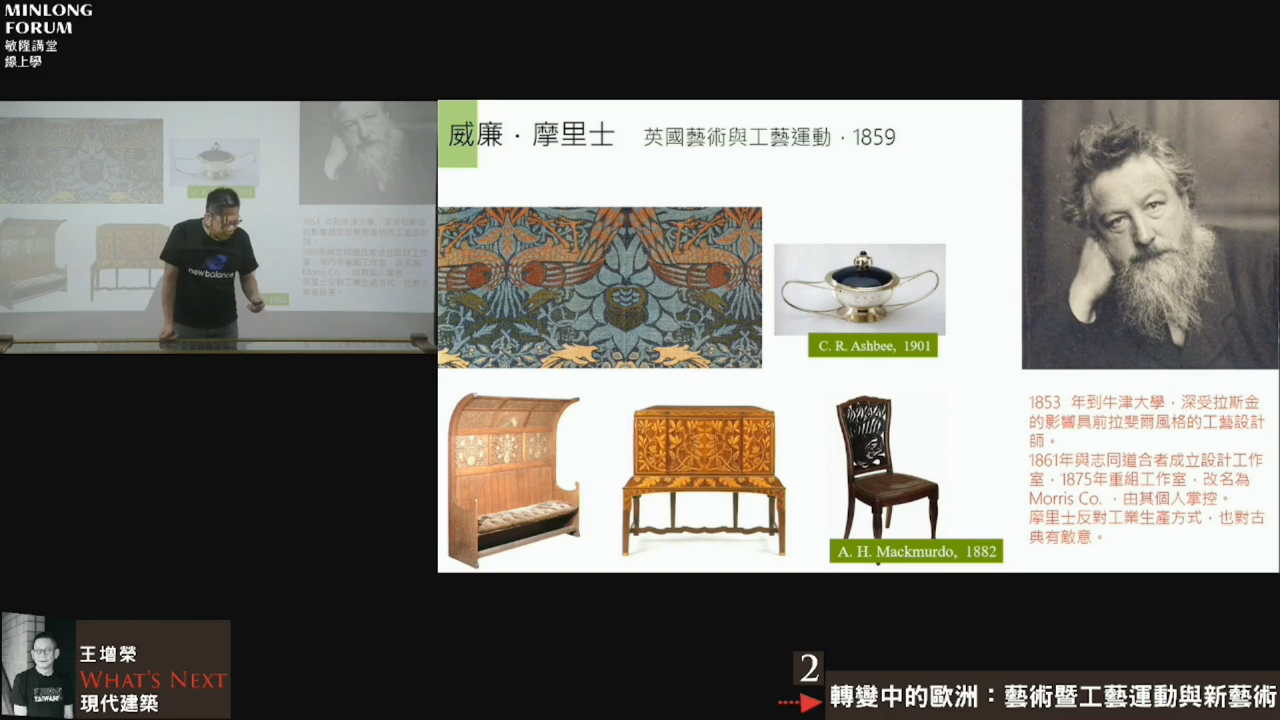 MINLONG
FORUM
敏隆講堂
線上學
威廉．摩里士 英國藝術與工藝運動．1859
C. R. Ashbee, 1901
A. H. Mackmurdo, 1882
1853 年到牛津大學，深受拉斯金
的影響具前拉斐爾風格的工藝設計
師。
1861年與志同道合者成立設計工作
室，1875年重組工作室，改名為
Morris Co. ，由其個人掌控。
摩里士反對工業生產方式，也對古
典有敵意。
new balance
王增榮
WHAT'S NEXT
現代建築
TAIWAN
2
轉變中的歐洲：藝術暨工藝運動與新藝術